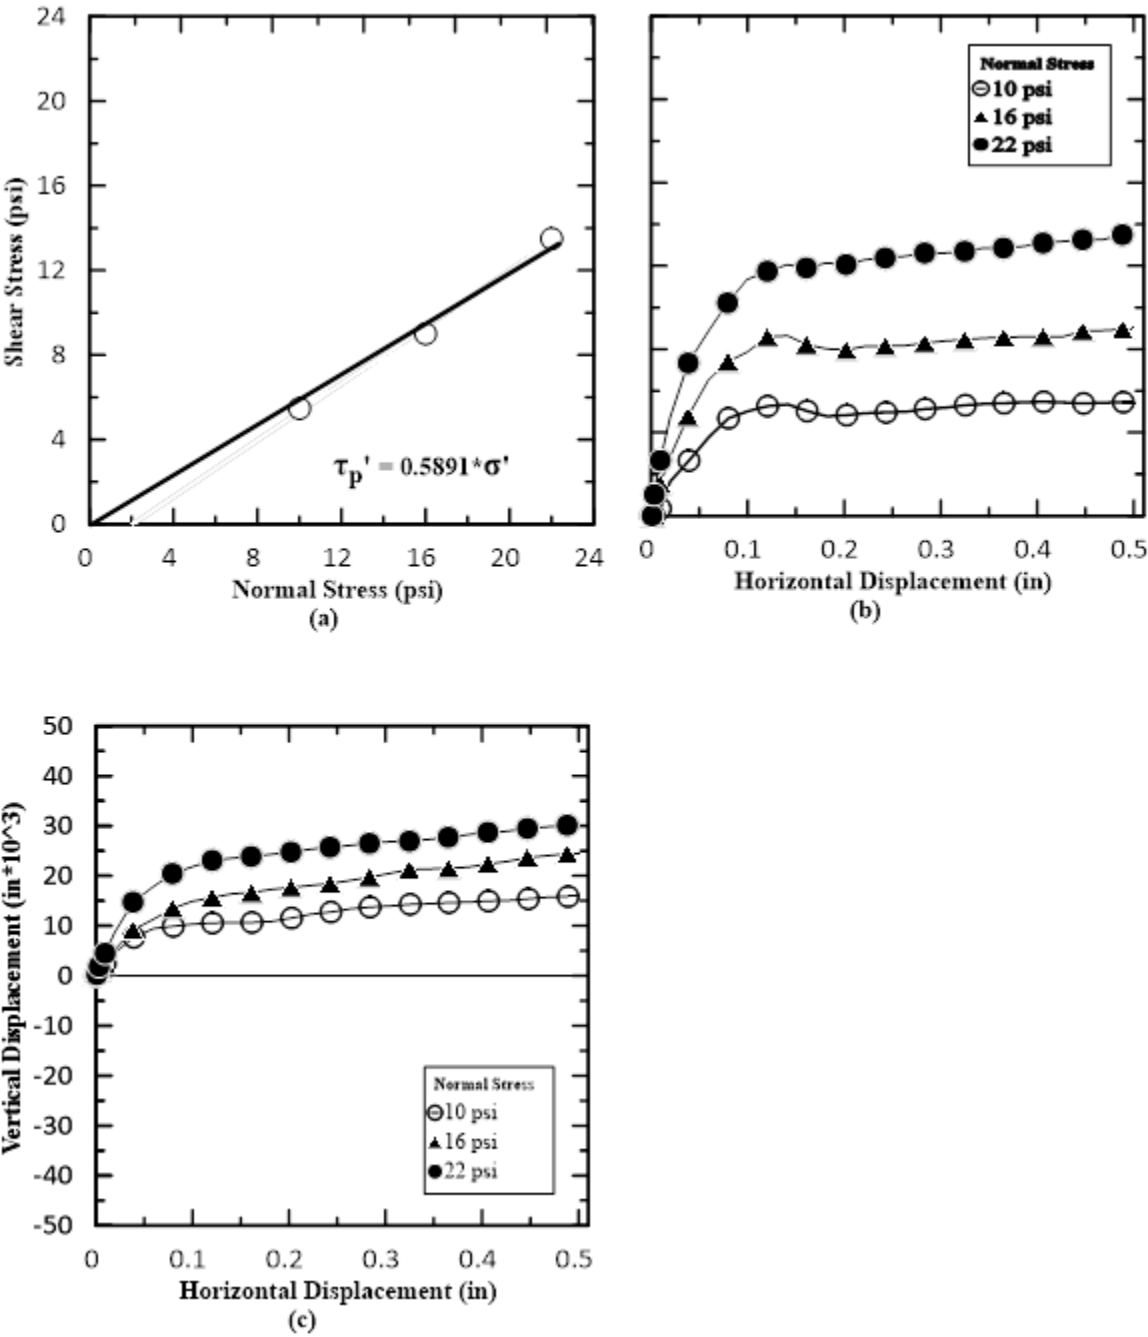 24
20
16
12
8
4
0
Shear Stress (psi)
τp' = 0.5891*σ'
0 4 8 12 16 20 24
Normal Stress (psi)
(a)
Normal Stress
10 psi
16 psi
22 psi
0 0.1 0.2 0.3 0.4 0.5
Horizontal Displacement (in)
(b)
50
40
30
20
10
0
-10
-20
-30
-40
-50
Vertical Displacement (in*10^3)
Normal Stress
10 psi
16 psi
22 psi
0 0.1 0.2 0.3 0.4 0.5
Horizontal Displacement (in)
(c)